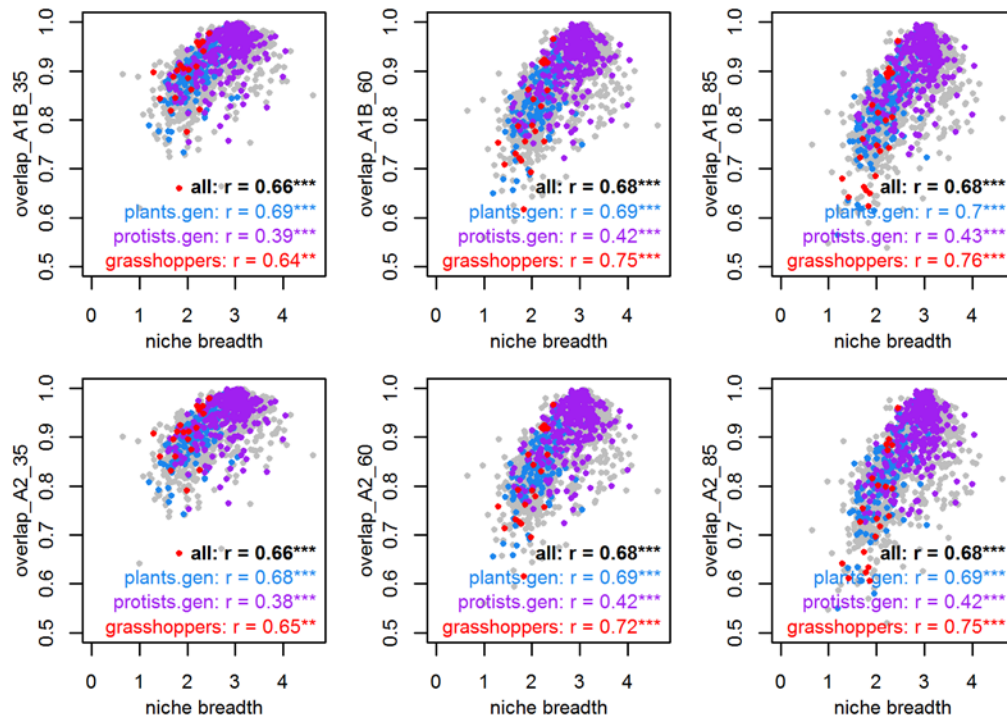 overlap_A1B_35
0.5 0.6 0.7 0.8 0.9 1.0
all: r = 0.66***
plants.gen: r = 0.69***
protists.gen: r = 0.39***
grasshoppers: r = 0.64**
0 1 2 3 4
niche breadth
overlap_A1B_60
0.5 0.6 0.7 0.8 0.9 1.0
all: r = 0.68***
plants.gen: r = 0.69***
protists.gen: r = 0.42***
grasshoppers: r = 0.75***
0 1 2 3 4
niche breadth
overlap_A1B_85
0.5 0.6 0.7 0.8 0.9 1.0
all: r = 0.68***
plants.gen: r = 0.7***
protists.gen: r = 0.43***
grasshoppers: r = 0.76***
0 1 2 3 4
niche breadth
overlap_A2_35
0.5 0.6 0.7 0.8 0.9 1.0
all: r = 0.66***
plants.gen: r = 0.68***
protists.gen: r = 0.38***
grasshoppers: r = 0.65**
0 1 2 3 4
niche breadth
overlap_A2_60
0.5 0.6 0.7 0.8 0.9 1.0
all: r = 0.68***
plants.gen: r = 0.69***
protists.gen: r = 0.42***
grasshoppers: r = 0.72***
0 1 2 3 4
niche breadth
overlap_A2_85
0.5 0.6 0.7 0.8 0.9 1.0
all: r = 0.68***
plants.gen: r = 0.69***
protists.gen: r = 0.42***
grasshoppers: r = 0.75***
0 1 2 3 4
niche breadth